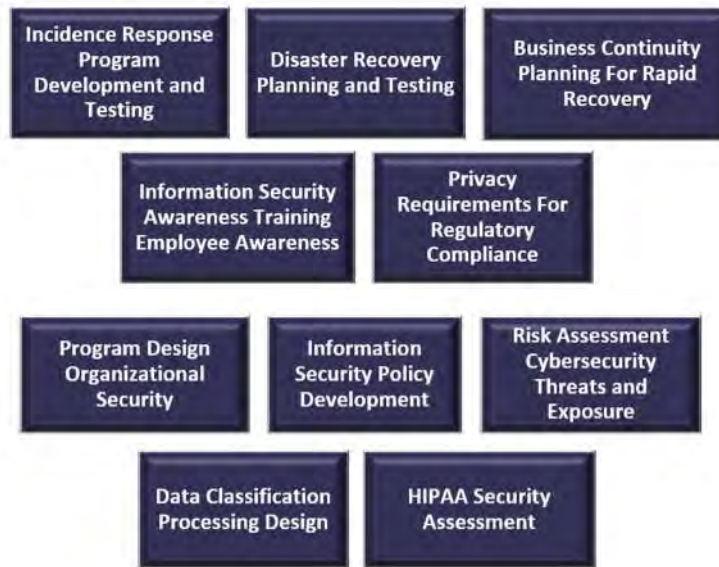 Incidence Response
Program
Development and
Testing
Disaster Recovery
Planning and Testing
Business Continuity
Planning For Rapid
Recovery
Information Security
Awareness Training
Employee Awareness
Privacy
Requirements For
Regulatory
Compliance
Program Design
Organizational
Security
Information
Security Policy
Development
Risk Assessment
Cybersecurity
Threats and
Exposure
Data Classification
Processing Design
HIPAA Security
Assessment